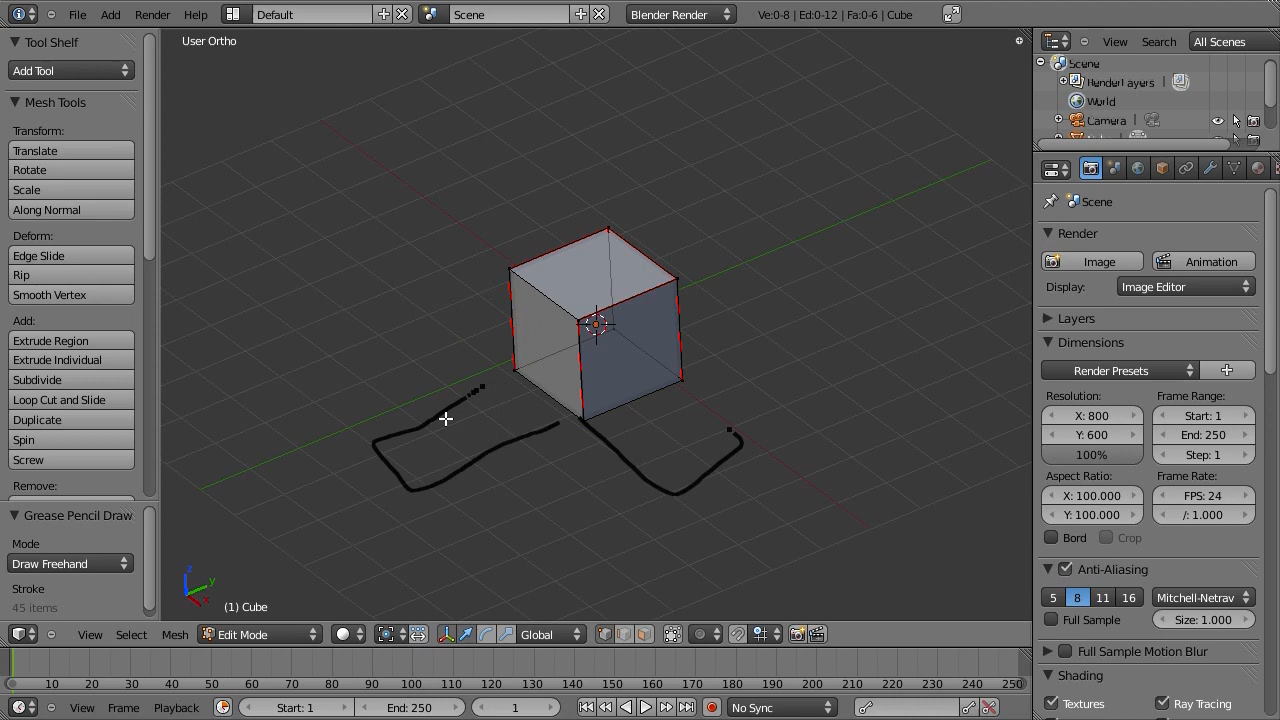 File Add Render Help Default Scene Blender Render Ve:0-8 | Ed:0-12 | Fa:0-6 | Cube
Tool Shelf
Add Tool
Mesh Tools
Transform:
Translate
Rotate
Scale
Along Normal
Deform:
Edge Slide
Rip
Smooth Vertex
Add:
Extrude Region
Extrude Individual
Subdivide
Loop Cut and Slide
Duplicate
Spin
Screw
Remove:
Grease Pencil Draw
Mode
Draw Freehand
Stroke
45 items
User Ortho
z
y
x
(1) Cube
View Search All Scenes
Scene
RenderLayers
World
Camera
Scene
Render
Image Animation
Display: Image Editor
Layers
Dimensions
Render Presets
Resolution: Frame Range:
X: 800 Start: 1
Y: 600 End: 250
100% Step: 1
Aspect Ratio: Frame Rate:
X: 100.000 FPS: 24
Y: 100.000 /: 1.000
Bord Crop
Anti-Aliasing
5 8 11 16 Mitchell-Netrav
Full Sample Size: 1.000
Full Sample Motion Blur
Shading
Textures Ray Tracing
View Select Mesh Edit Mode Global
10 20 30 40 50 60 70 80 90 100 110 120 130 140 150 160 170 180 190 200 210 220 230 240 250
View Frame Playback Start: 1 End: 250 1 No Sync